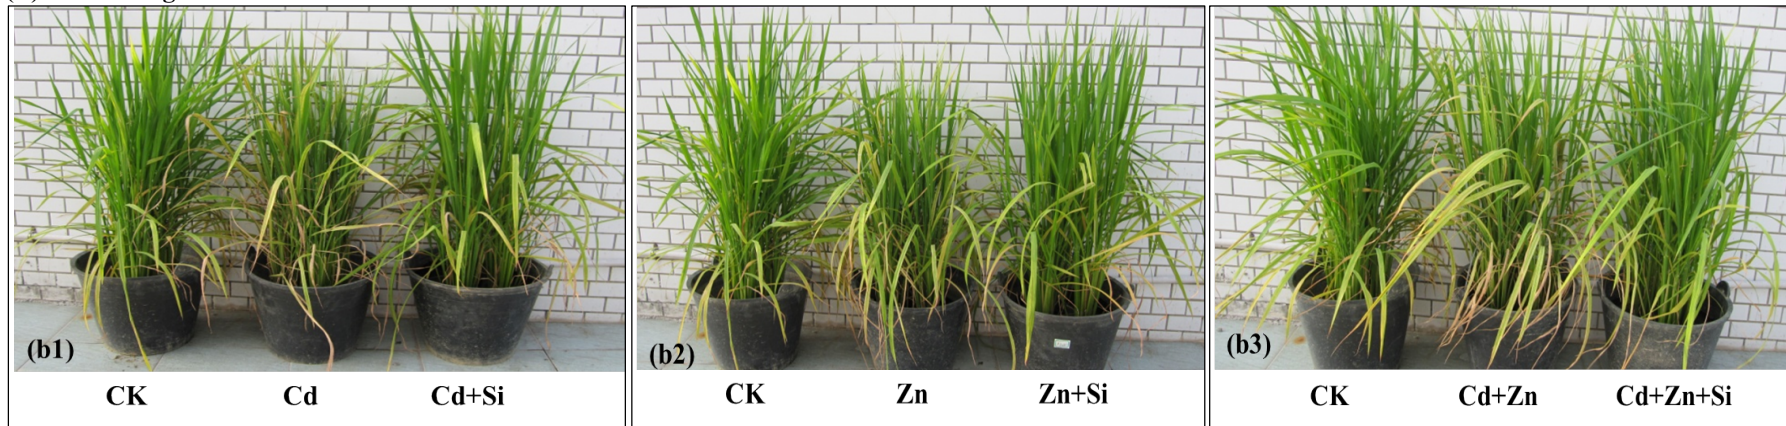 (b1)
CK Cd Cd+Si
(b2)
CK Zn Zn+Si
(b3)
CK Cd+Zn Cd+Zn+Si